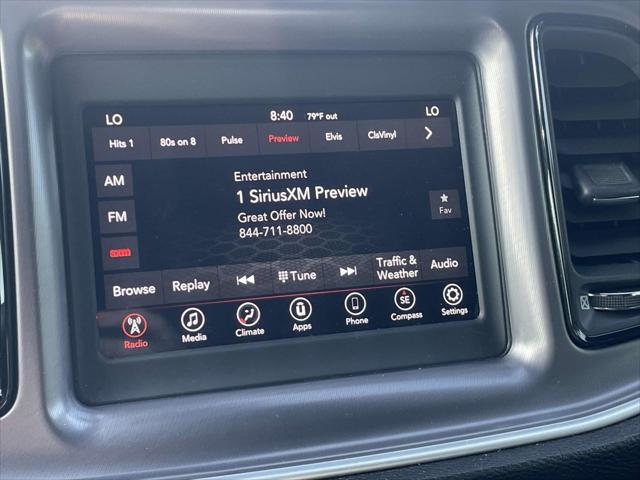 LO 8:40 79°F out LO
Hits 1 80s on 8 Pulse Preview Elvis ClsVinyl
AM
FM
Entertainment
1 SiriusXM Preview
Great Offer Now!
844-711-8800
Fav
Browse Replay Tune Traffic & Weather Audio
Radio Media Climate Apps Phone SE Compass Settings